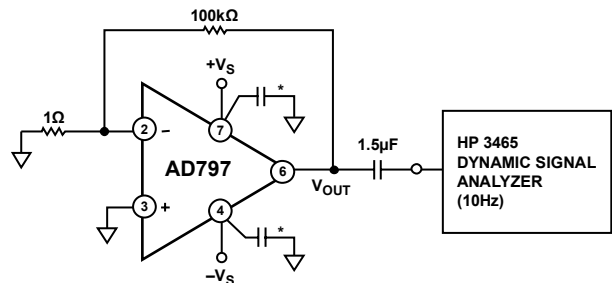 100kΩ
+VS
*
1Ω
2
–
7
1.5µF
HP 3465
DYNAMIC SIGNAL
ANALYZER
(10Hz)
AD797
6
VOUT
3
+
4
*
–VS